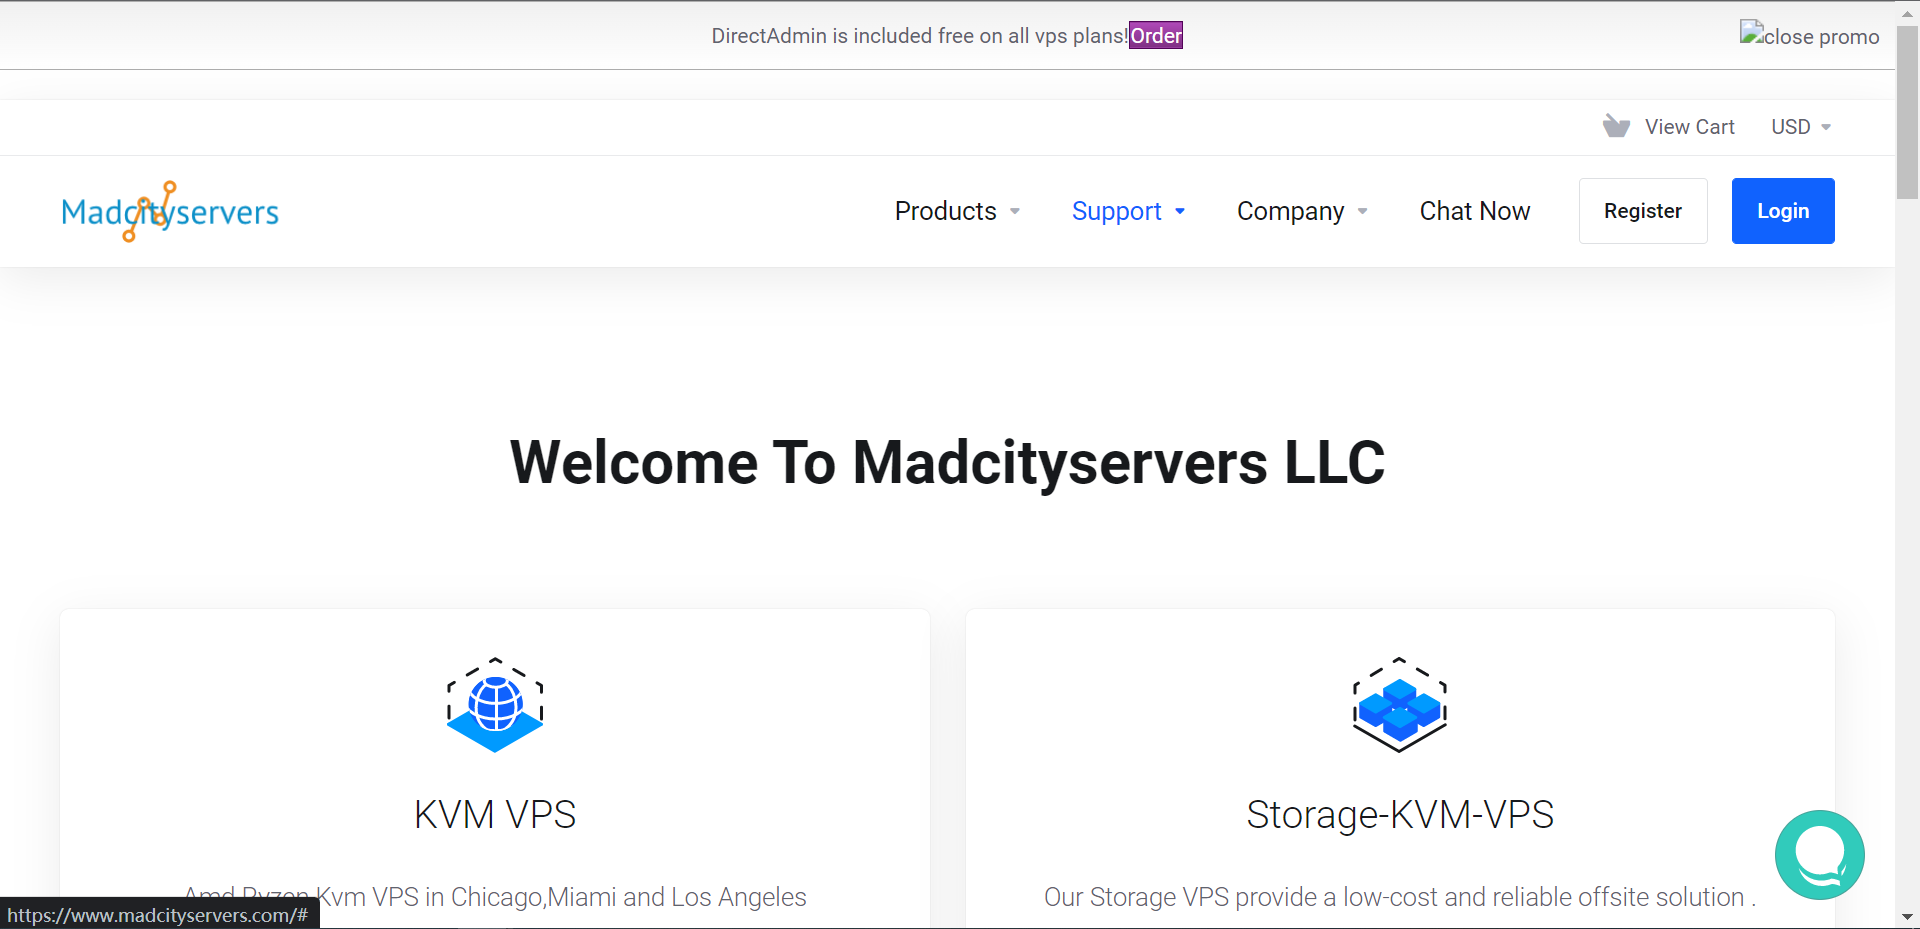 DirectAdmin is included free on all vps plans!Order
close promo
View Cart
USD
Madcityservers
Products
Support
Company
Chat Now
Register
Login
Welcome To Madcityservers LLC
KVM VPS
Storage-KVM-VPS
Amd Ryzen Kvm VPS in Chicago,Miami and Los Angeles
Our Storage VPS provide a low-cost and reliable offsite solution .
https://www.madcityservers.com/#